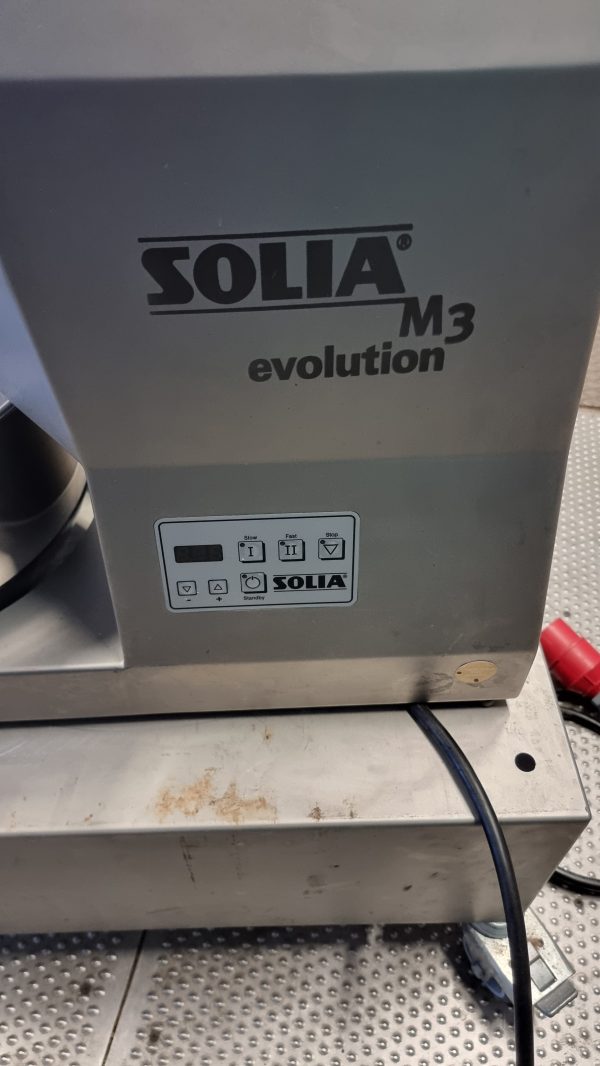 SOLIA®
M3
evolution
Slow Fast Stop
I II
- + Standby SOLIA®